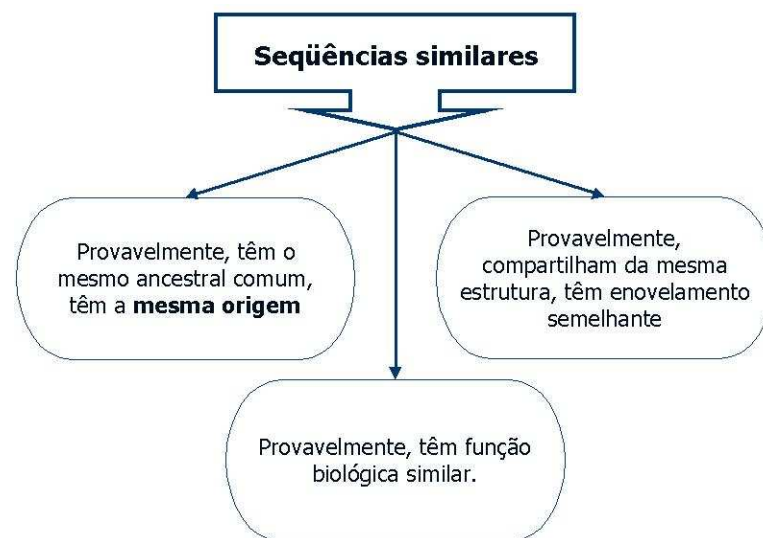 Seqüências similares
Provavelmente, têm o
mesmo ancestral comum,
têm a mesma origem
Provavelmente,
compartilham da mesma
estrutura, têm enovelamento
semelhante
Provavelmente, têm função
biológica similar.